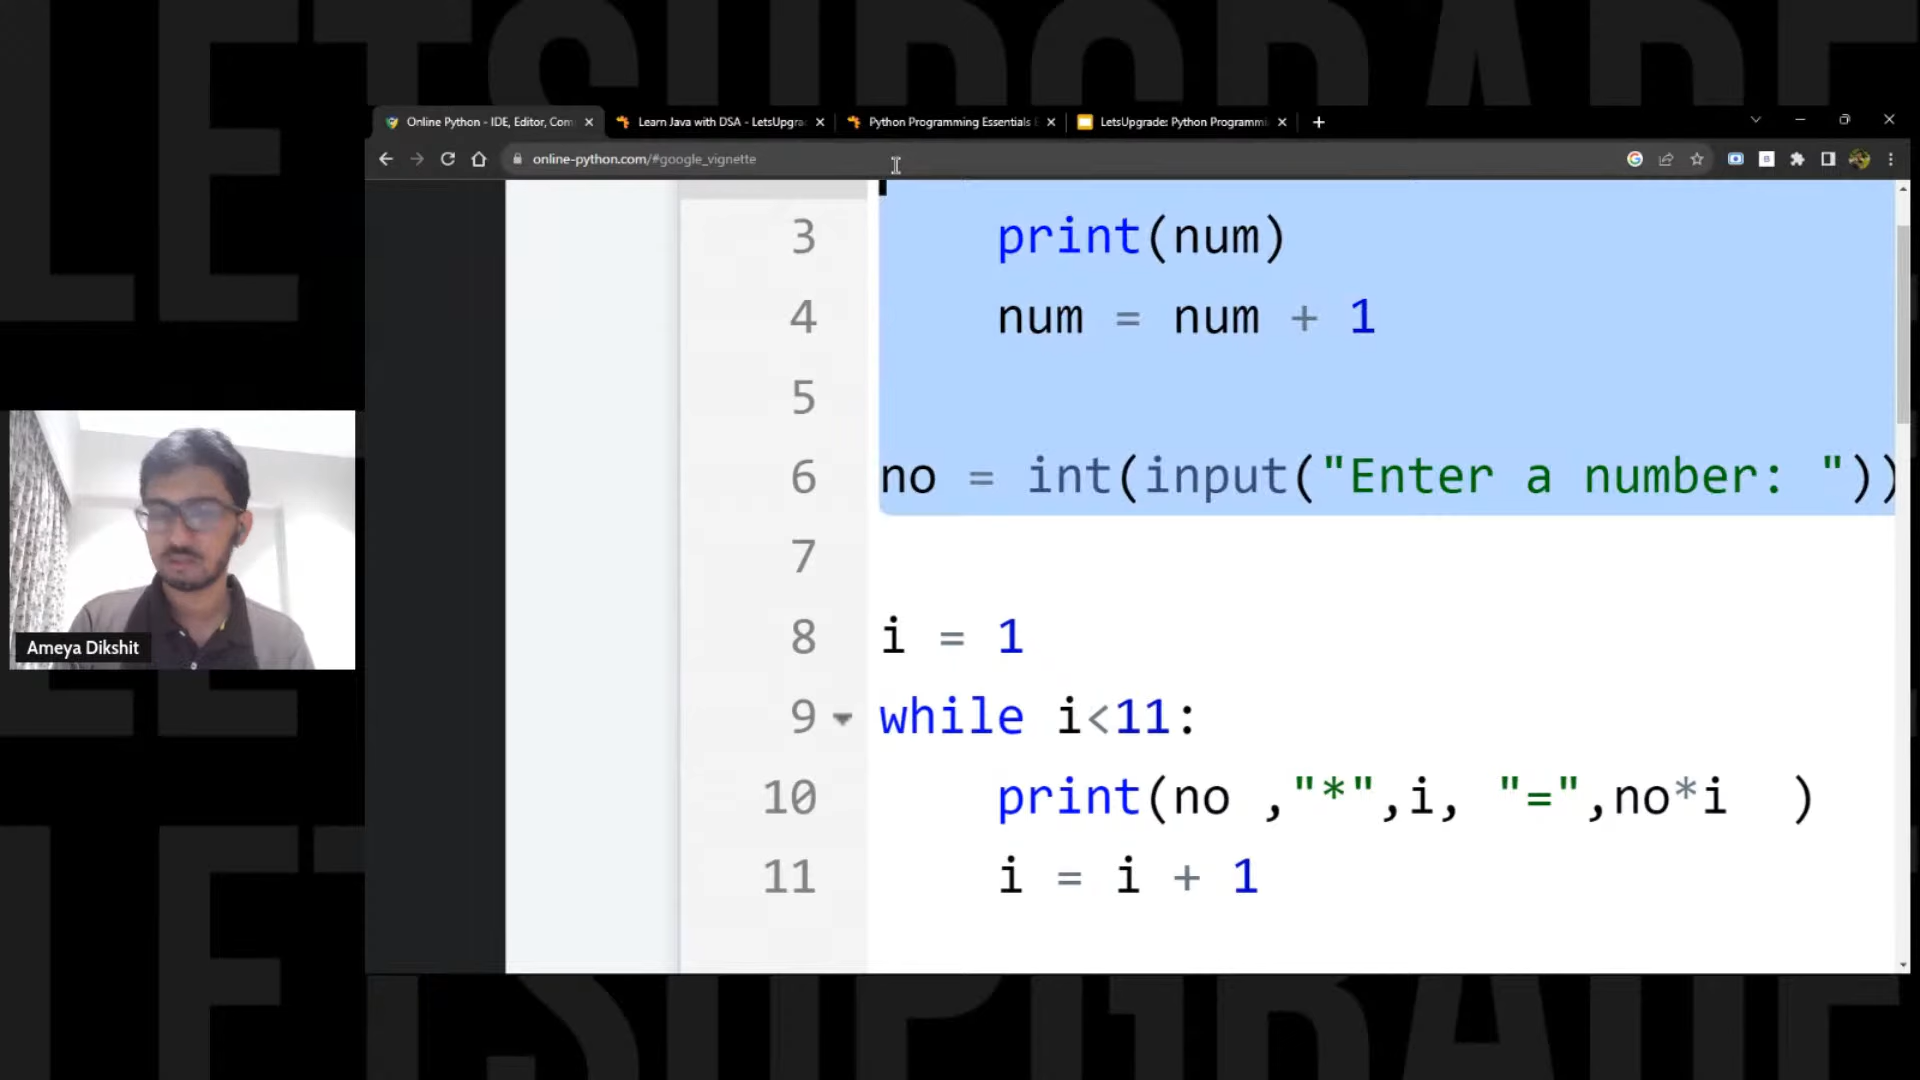 LETSUPGRADE
Online Python - IDE, Editor, Com
Learn Java with DSA - LetsUpgra
Python Programming Essentials
LetsUpgrade: Python Programmi
online-python.com/#google_vignette
3 print(num)
4 num = num + 1
5
6 no = int(input("Enter a number: "))
7
8 i = 1
9 while i<11:
10 print(no ,"*",i, "=",no*i )
11 i = i + 1
Ameya Dikshit
LETSUPGRADE